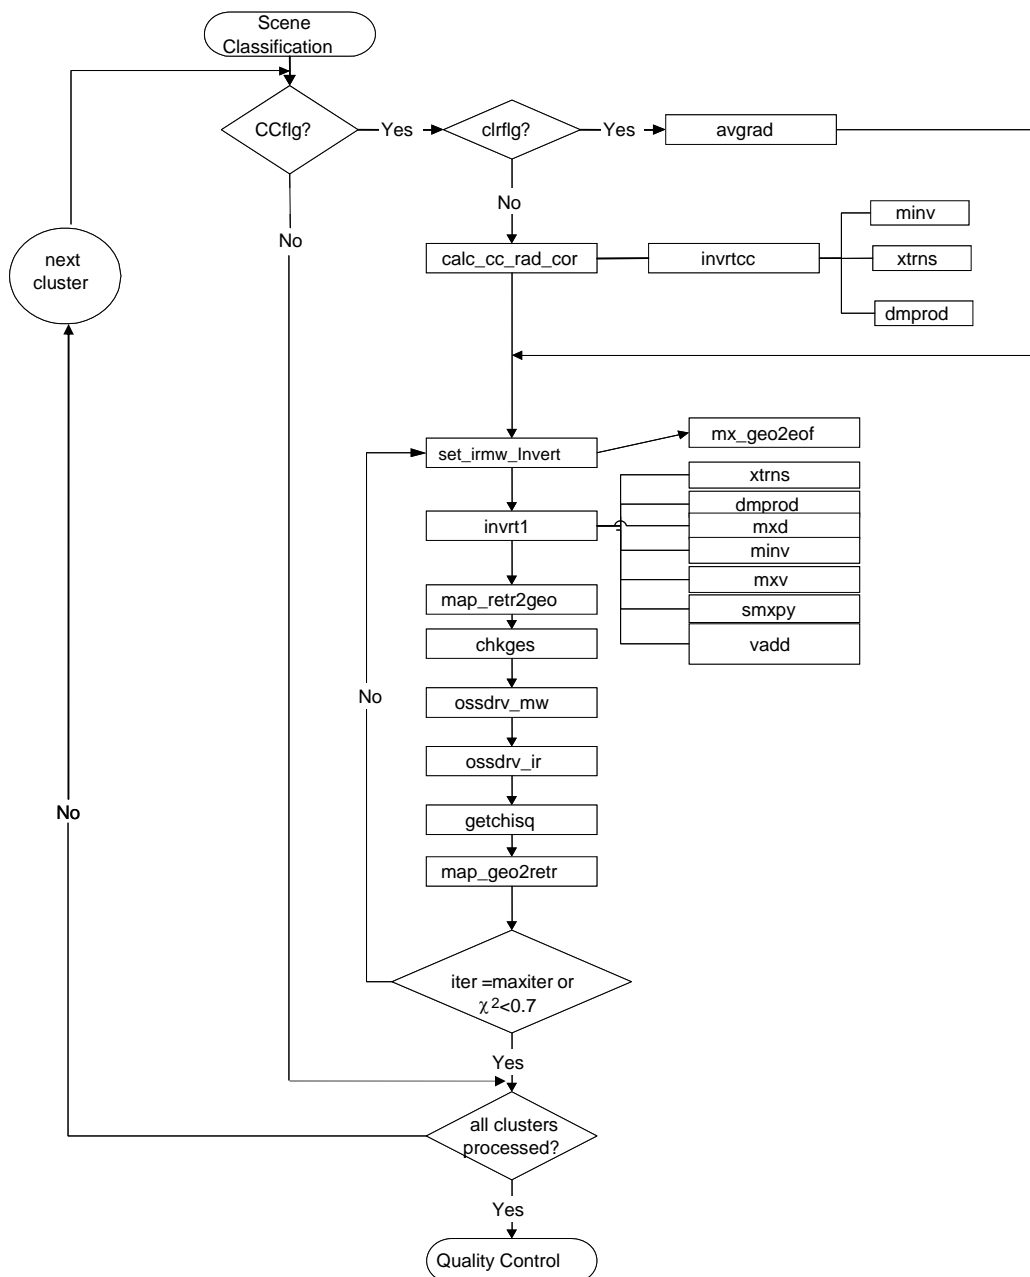 Scene
Classification
CCflg?
Yes
clrflg?
Yes
avgrad
No
minv
No
next
cluster
calc_cc_rad_cor
invrtcc
xtrns
dmprod
mx_geo2eof
set_irmw_Invert
xtrns
dmprod
invrt1
mxd
minv
mxv
map_retr2geo
smxpy
chkges
vadd
No
ossdrv_mw
ossdrv_ir
No
getchisq
map_geo2retr
iter =maxiter or
χ²<0.7
Yes
all clusters
processed?
Yes
Quality Control